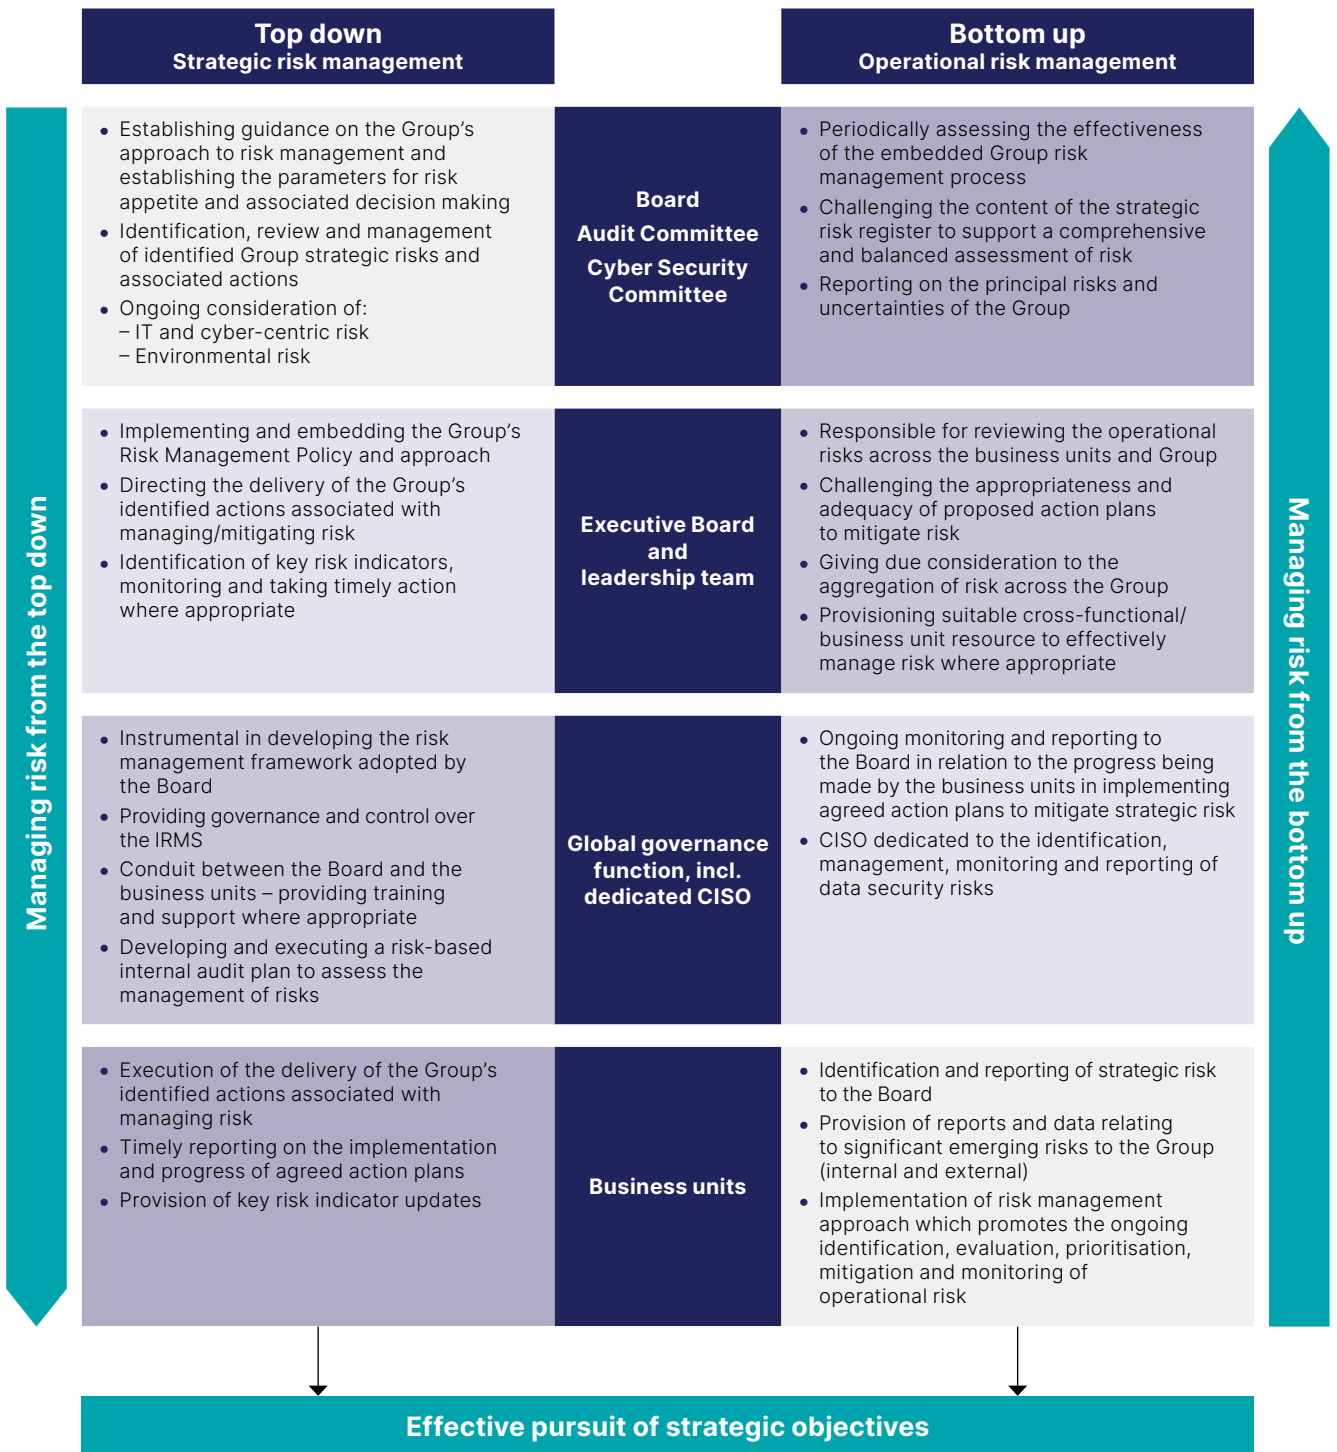 Top down
Strategic risk management
Bottom up
Operational risk management
Managing risk from the top down
• Establishing guidance on the Group’s
approach to risk management and
establishing the parameters for risk
appetite and associated decision making
• Identification, review and management
of identified Group strategic risks and
associated actions
• Ongoing consideration of:
– IT and cyber-centric risk
– Environmental risk
Board
Audit Committee
Cyber Security
Committee
• Periodically assessing the effectiveness
of the embedded Group risk
management process
• Challenging the content of the strategic
risk register to support a comprehensive
and balanced assessment of risk
• Reporting on the principal risks and
uncertainties of the Group
• Implementing and embedding the Group’s
Risk Management Policy and approach
• Directing the delivery of the Group’s
identified actions associated with
managing/mitigating risk
• Identification of key risk indicators,
monitoring and taking timely action
where appropriate
Executive Board
and
leadership team
• Responsible for reviewing the operational
risks across the business units and Group
• Challenging the appropriateness and
adequacy of proposed action plans
to mitigate risk
• Giving due consideration to the
aggregation of risk across the Group
• Provisioning suitable cross-functional/
business unit resource to effectively
manage risk where appropriate
• Instrumental in developing the risk
management framework adopted by
the Board
• Providing governance and control over
the IRMS
• Conduit between the Board and the
business units – providing training
and support where appropriate
• Developing and executing a risk-based
internal audit plan to assess the
management of risks
Global governance
function, incl.
dedicated CISO
• Ongoing monitoring and reporting to
the Board in relation to the progress being
made by the business units in implementing
agreed action plans to mitigate strategic risk
• CISO dedicated to the identification,
management, monitoring and reporting of
data security risks
• Execution of the delivery of the Group’s
identified actions associated with
managing risk
• Timely reporting on the implementation
and progress of agreed action plans
• Provision of key risk indicator updates
Business units
• Identification and reporting of strategic risk
to the Board
• Provision of reports and data relating
to significant emerging risks to the Group
(internal and external)
• Implementation of risk management
approach which promotes the ongoing
identification, evaluation, prioritisation,
mitigation and monitoring of
operational risk
Managing risk from the bottom up
Effective pursuit of strategic objectives